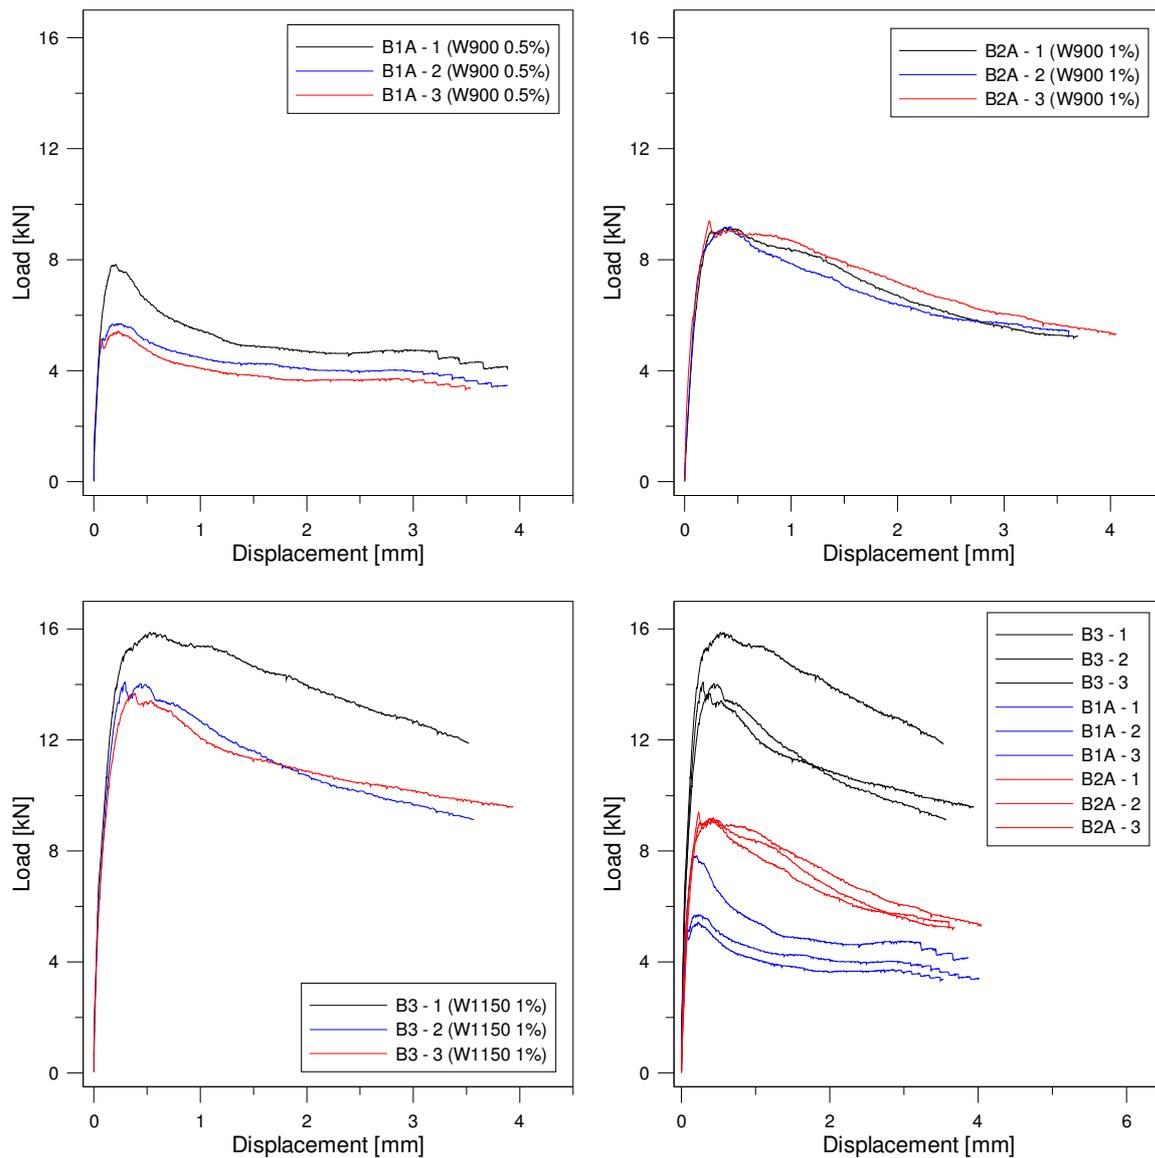 B1A - 1 (W900 0.5%)
B1A - 2 (W900 0.5%)
B1A - 3 (W900 0.5%)
16
12
8
4
0
Load [kN]
0 1 2 3 4
Displacement [mm]
B2A - 1 (W900 1%)
B2A - 2 (W900 1%)
B2A - 3 (W900 1%)
16
12
8
4
0
Load [kN]
0 1 2 3 4
Displacement [mm]
16
12
8
4
0
Load [kN]
B3 - 1 (W1150 1%)
B3 - 2 (W1150 1%)
B3 - 3 (W1150 1%)
0 1 2 3 4
Displacement [mm]
B3 - 1
B3 - 2
B3 - 3
B1A - 1
B1A - 2
B1A - 3
B2A - 1
B2A - 2
B2A - 3
16
12
8
4
0
Load [kN]
0 2 4 6
Displacement [mm]